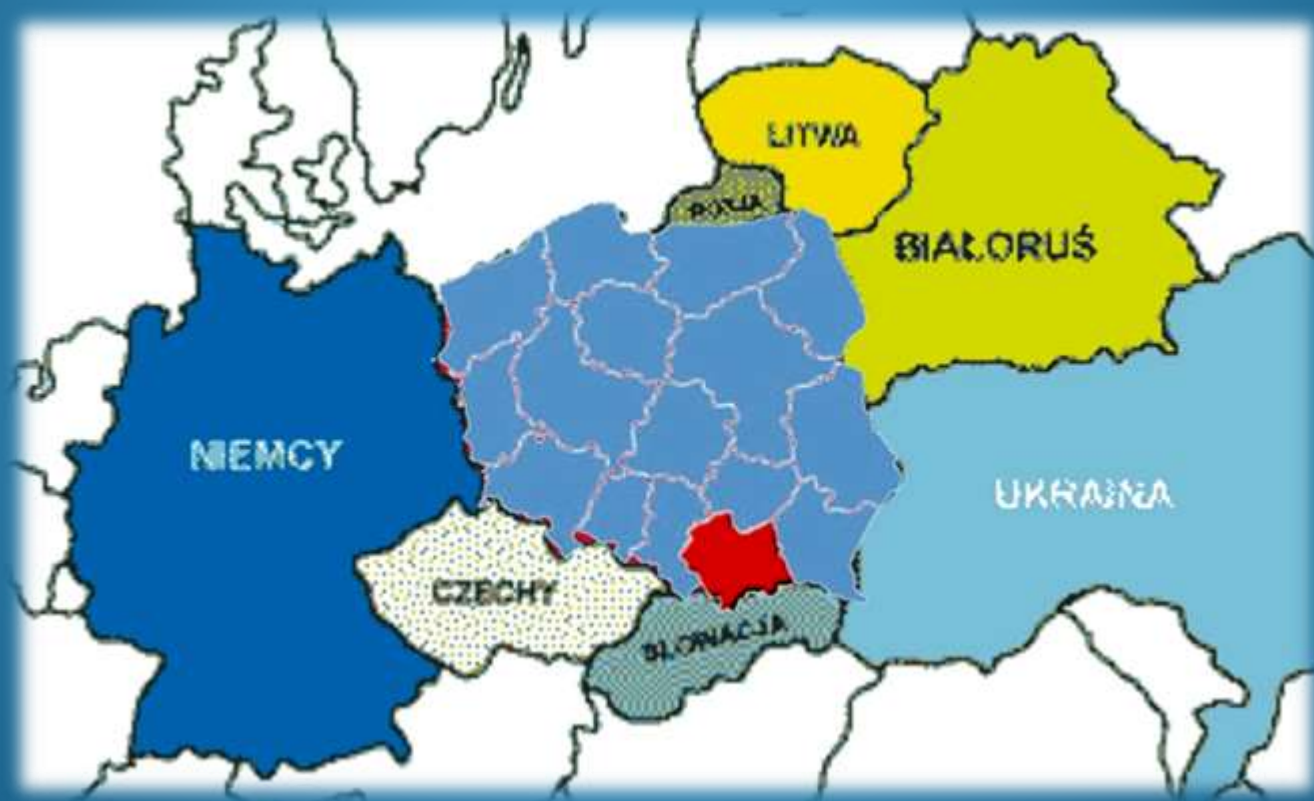 LITWA
ROSJA
BIAŁORUŚ
NIEMCY
UKRAINA
CZECHY
SŁOWACJA